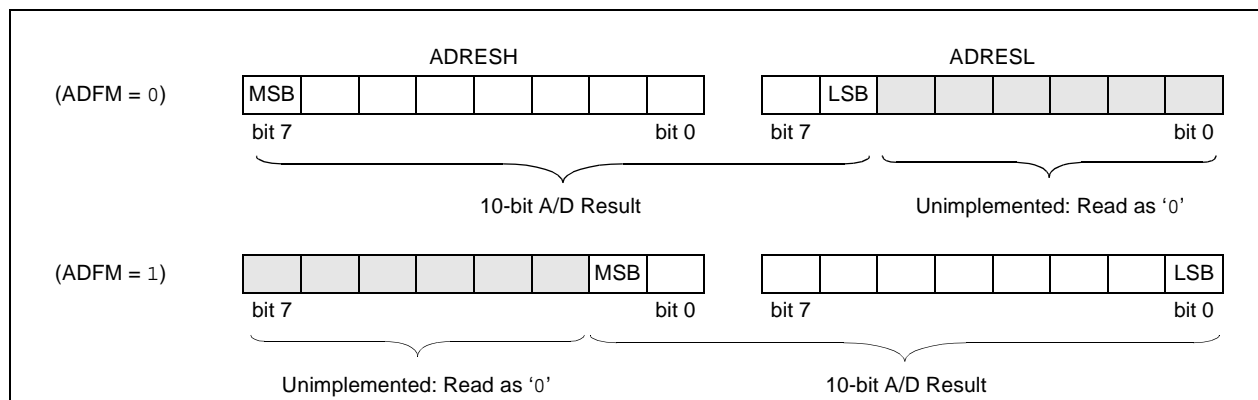 ADRESH ADRESL
(ADFM = 0) MSB LSB
bit 7 bit 0 bit 7 bit 0
10-bit A/D Result Unimplemented: Read as ‘0’
(ADFM = 1) MSB LSB
bit 7 bit 0 bit 7 bit 0
Unimplemented: Read as ‘0’ 10-bit A/D Result